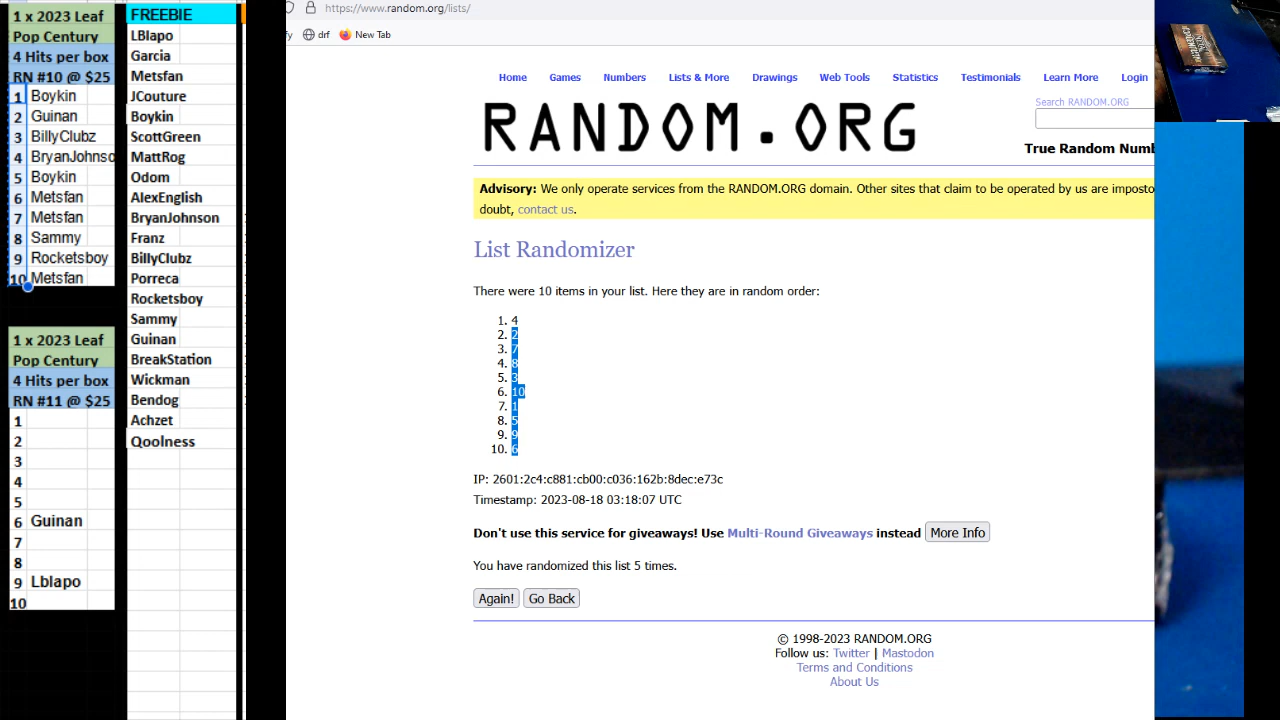 1 x 2023 Leaf
Pop Century
4 Hits per box
RN #10 @ $25
1 Boykin
2 Guinan
3 BillyClubz
4 BryanJohnso
5 Boykin
6 Metsfan
7 Metsfan
8 Sammy
9 Rocketsboy
10 Metsfan
1 x 2023 Leaf
Pop Century
4 Hits per box
RN #11 @ $25
1
2
3
4
5
6 Guinan
7
8
9 Lblapo
10
FREEBIE
LBlapo
Garcia
Metsfan
JCouture
Boykin
ScottGreen
MattRog
Odom
AlexEnglish
BryanJohnson
Franz
BillyClubz
Porreca
Rocketsboy
Sammy
Guinan
BreakStation
Wickman
Bendog
Achzet
Qoolness
https://www.random.org/lists/
fy drf New Tab
Home Games Numbers Lists & More Drawings Web Tools Statistics Testimonials Learn More Login
Search RANDOM.ORG
RANDOM.ORG
True Random Numb
Advisory: We only operate services from the RANDOM.ORG domain. Other sites that claim to be operated by us are imposto
doubt, contact us.
List Randomizer
There were 10 items in your list. Here they are in random order:
1. 4
2. 2
3. 7
4. 8
5. 3
6. 10
7. 1
8. 5
9. 9
10. 6
IP: 2601:2c4:c881:cb00:c036:162b:8dec:e73c
Timestamp: 2023-08-18 03:18:07 UTC
Don't use this service for giveaways! Use Multi-Round Giveaways instead More Info
You have randomized this list 5 times.
Again! Go Back
© 1998-2023 RANDOM.ORG
Follow us: Twitter | Mastodon
Terms and Conditions
About Us